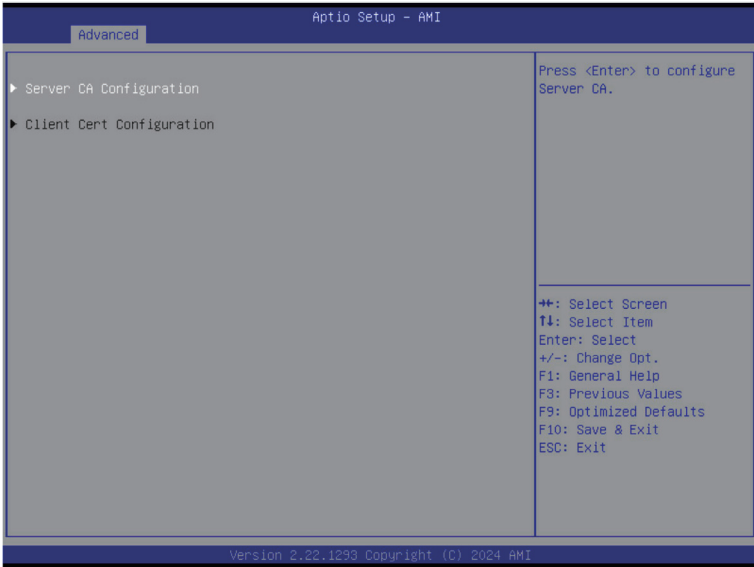 Aptio Setup – AMI
Advanced
Server CA Configuration
Client Cert Configuration
Press <Enter> to configure
Server CA.
→←: Select Screen
↑↓: Select Item
Enter: Select
+/-: Change Opt.
F1: General Help
F3: Previous Values
F9: Optimized Defaults
F10: Save & Exit
ESC: Exit
Version 2.22.1293 Copyright (C) 2024 AMI